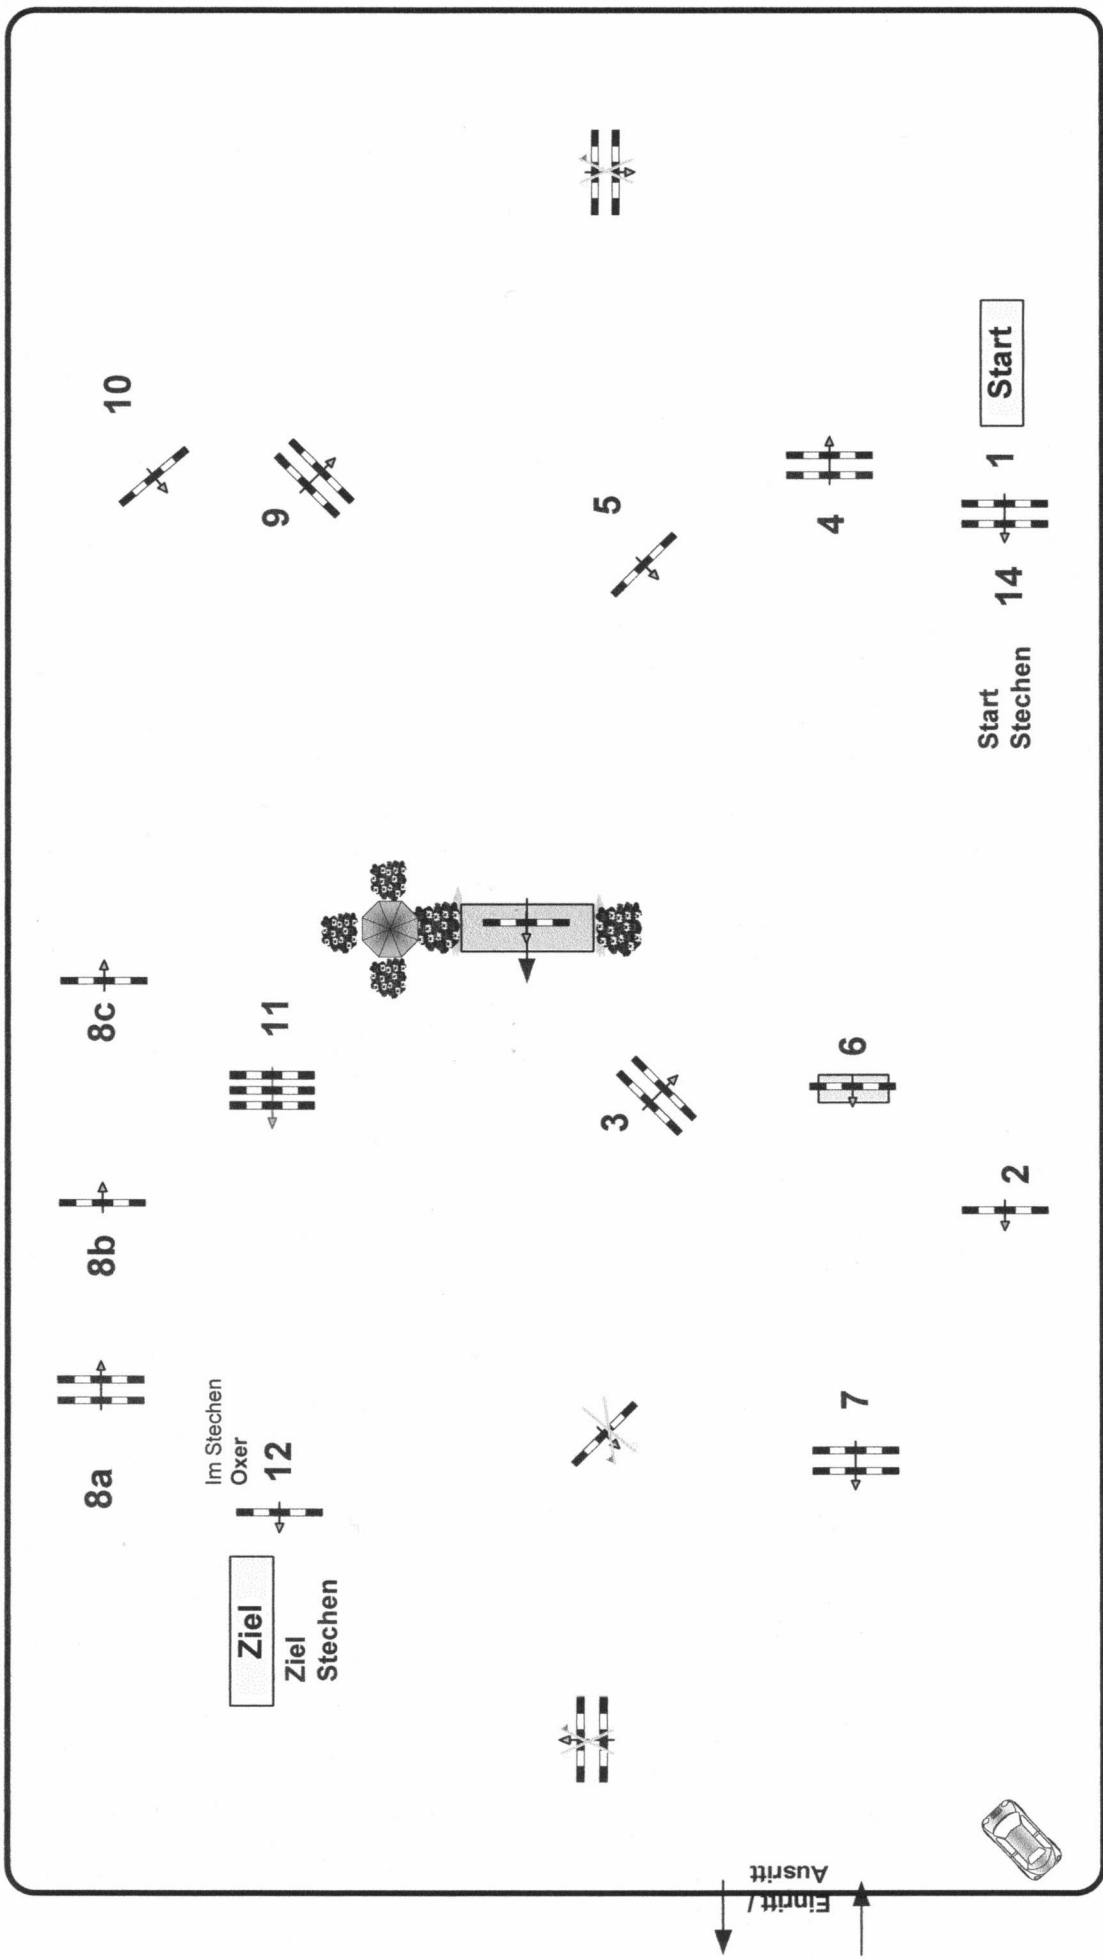 10
9
5
4
Start
1
14
Start
Stechen
8c
11
3
6
2
8b
8a
Im Stechen
Oxer
12
7
Ziel
Ziel
Stechen
Einritt /
Ausritt